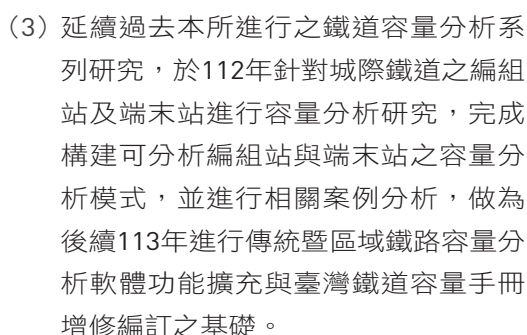 (3) 延續過去本所進行之鐵道容量分析系
列研究，於112年針對城際鐵道之編組
站及端末站進行容量分析研究，完成
構建可分析編組站與端末站之容量分
析模式，並進行相關案例分析，做為
後續113年進行傳統暨區域鐵路容量分
析軟體功能擴充與臺灣鐵道容量手冊
增修編訂之基礎。